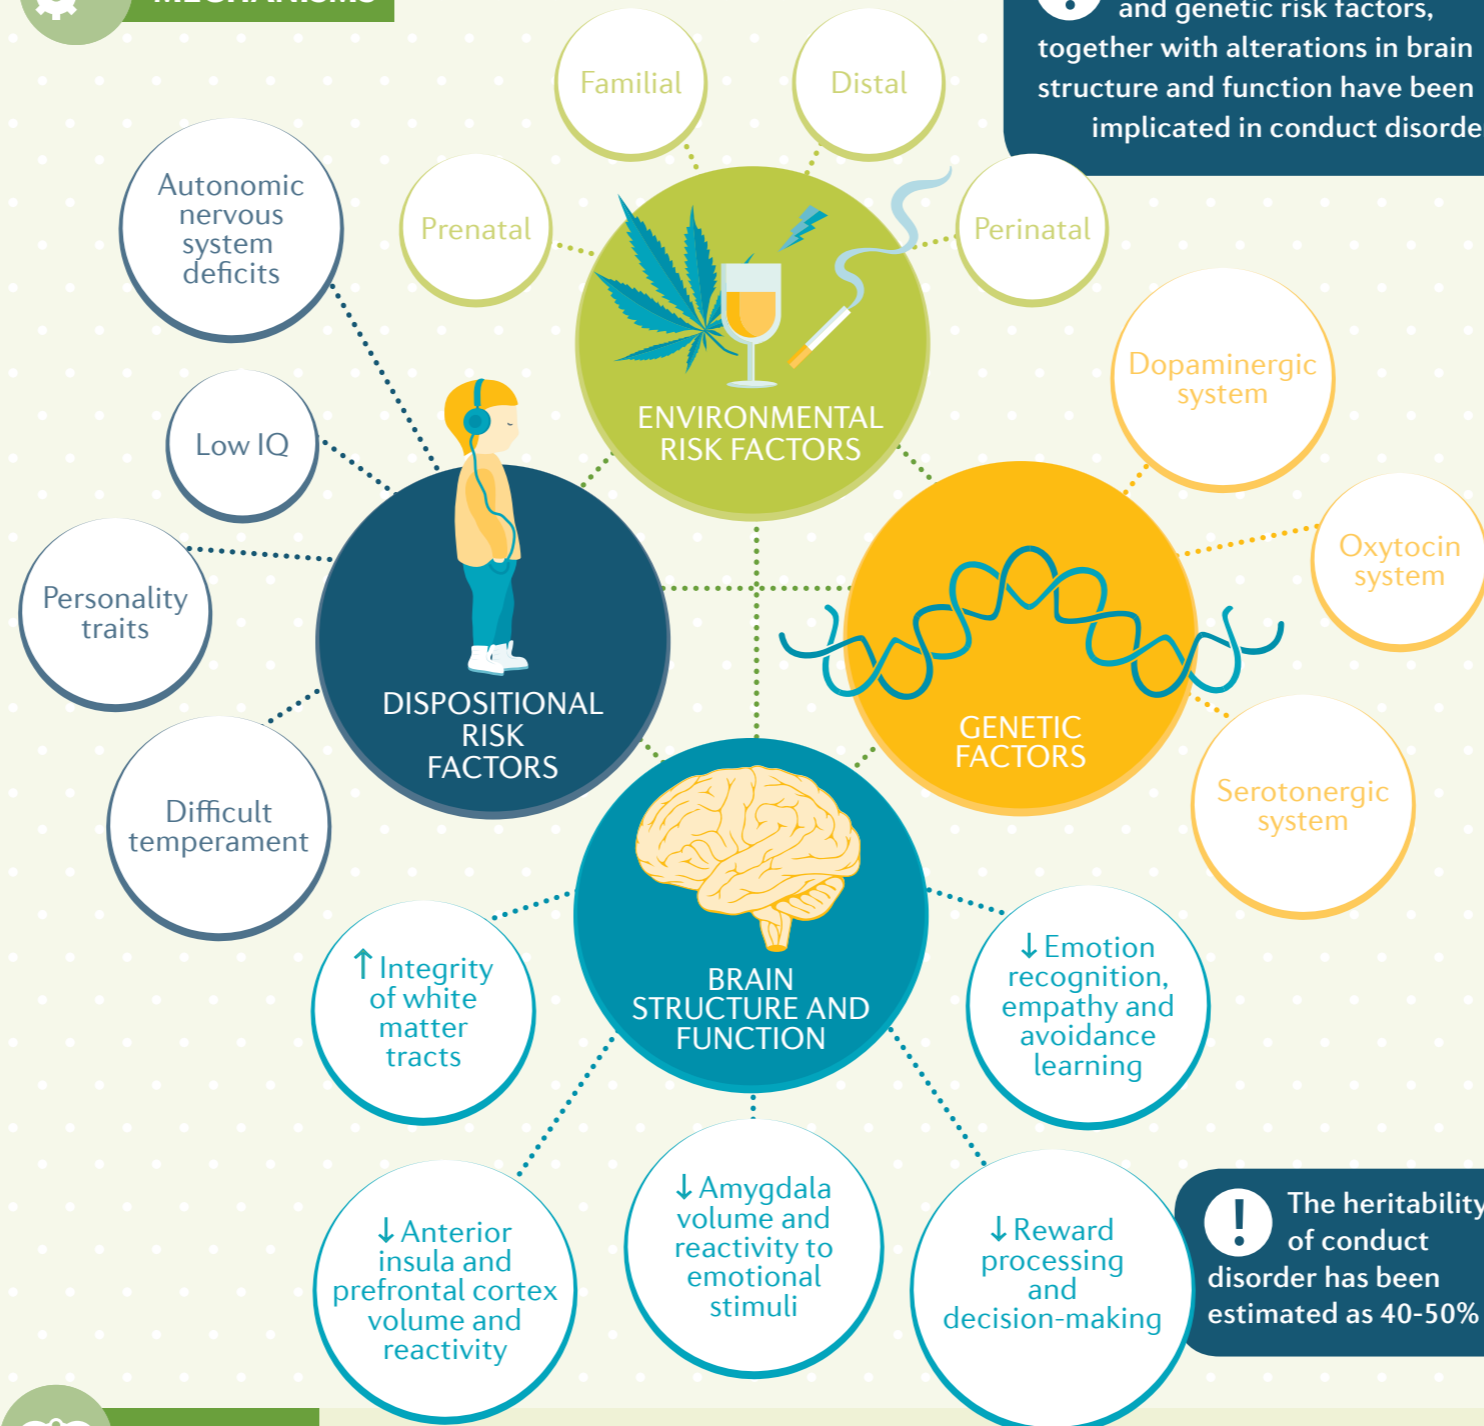 MECHANISMS
and genetic risk factors,
together with alterations in brain
structure and function have been
implicated in conduct
Familial
Distal
Prenatal
Perinatal
Autonomic
nervous
system
deficits
Low IQ
Personality
traits
Difficult
temperament
ENVIRONMENTAL
RISK FACTORS
DISPOSITIONAL
RISK
FACTORS
GENETIC
FACTORS
Dopaminergic
system
Oxytocin
system
Serotonergic
system
BRAIN
STRUCTURE AND
FUNCTION
↑ Integrity
of white
matter
tracts
↓ Emotion
recognition,
empathy and
avoidance
learning
↓ Anterior
insula and
prefrontal cortex
volume and
reactivity
↓ Amygdala
volume and
reactivity to
emotional
stimuli
↓ Reward
processing
and
decision-making
! The heritability
of conduct
disorder has been
estimated as 40-50%